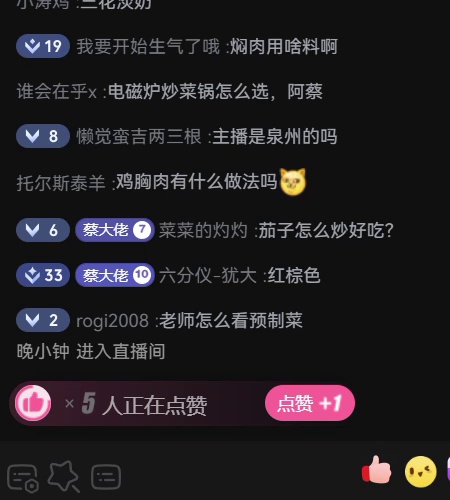 小涛鸡 :三花淡奶
19 我要开始生气了哦 :焖肉用啥料啊
谁会在乎x :电磁炉炒菜锅怎么选，阿蔡
8 懒觉蛮吉两三根 :主播是泉州的吗
托尔斯泰羊 :鸡胸肉有什么做法吗
6 蔡大佬 7 菜菜的灼灼 :茄子怎么炒好吃?
33 蔡大佬 10 六分仪-犹大 :红棕色
2 rogi2008 :老师怎么看预制菜
晚小钟 进入直播间
× 5 人正在点赞 点赞 +1